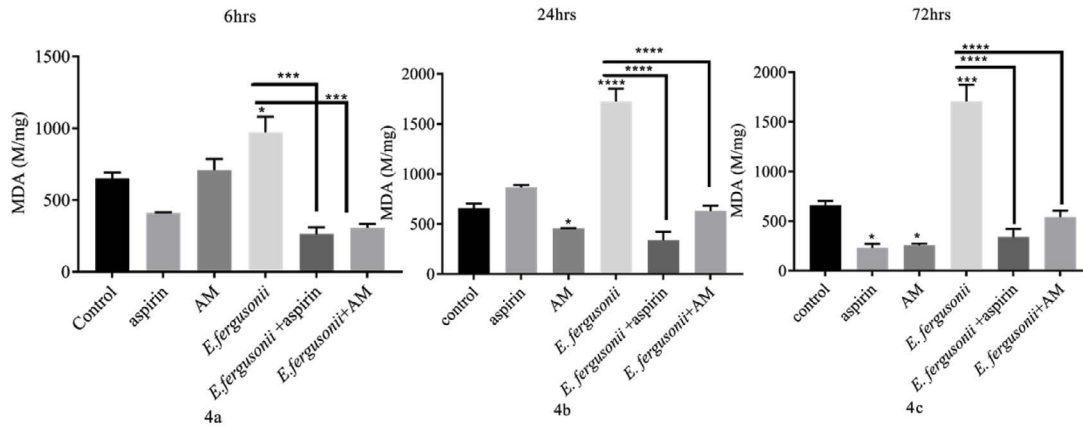 6hrs
24hrs
72hrs
MDA (M/mg)
1500
1000
500
0
***
***
*
Control
aspirin
AM
E.fergusonii
E.fergusonii +aspirin
E.fergusonii+AM
4a
MDA (M/mg)
2000
1500
1000
500
0
****
****
****
*
control
aspirin
AM
E. fergusonii
E. fergusonii +aspirin
E. fergusonii+AM
4b
MDA (M/mg)
2000
1500
1000
500
0
****
****
***
*
*
control
aspirin
AM
E. fergusonii
E. fergusonii +aspirin
E. fergusonii+AM
4c